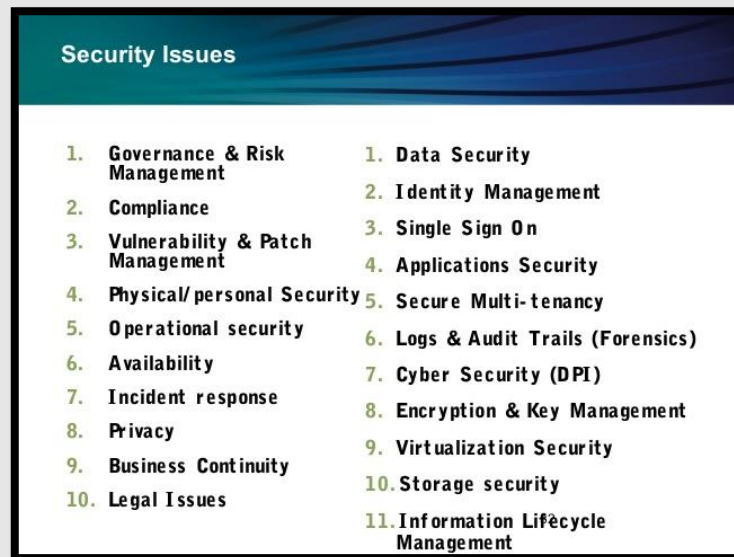 Security Issues
1. Governance & Risk
Management
2. Compliance
3. Vulnerability & Patch
Management
4. Physical/personal Security
5. Operational security
6. Availability
7. Incident response
8. Privacy
9. Business Continuity
10. Legal Issues
1. Data Security
2. Identity Management
3. Single Sign On
4. Applications Security
5. Secure Multi-tenancy
6. Logs & Audit Trails (Forensics)
7. Cyber Security (DPI)
8. Encryption & Key Management
9. Virtualization Security
10. Storage security
11. Information Lifecycle
Management